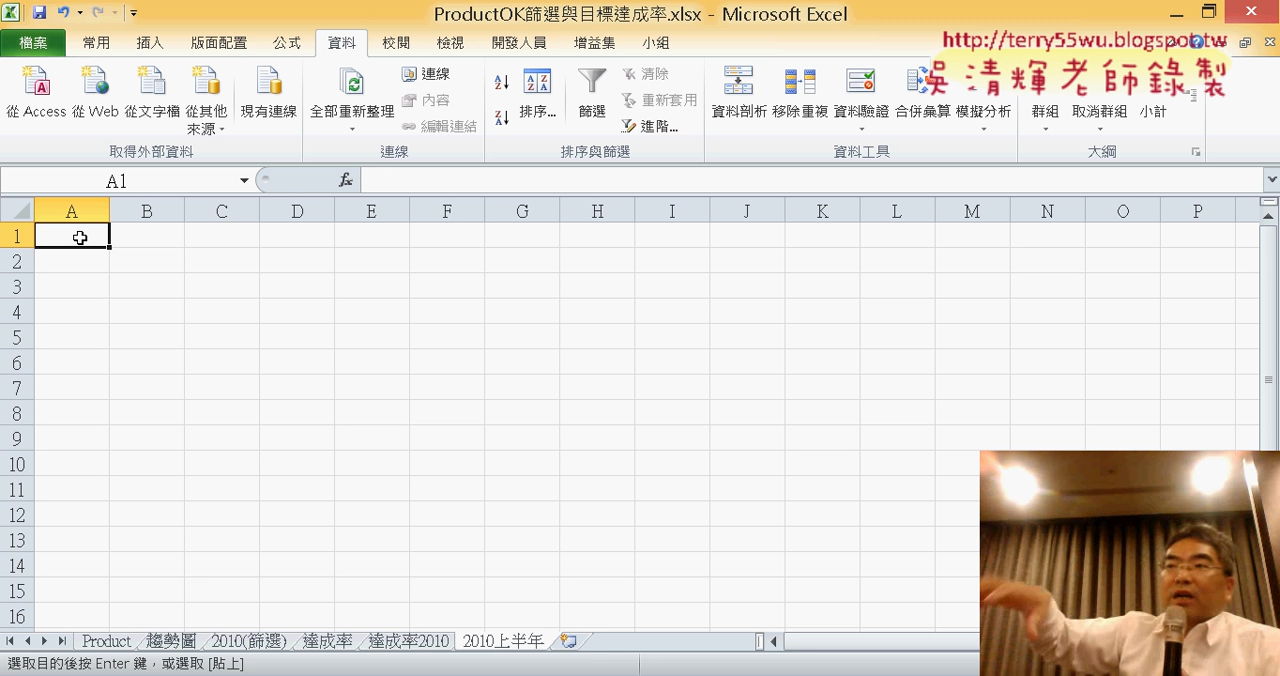 ProductOK篩選與目標達成率.xlsx - Microsoft Excel
檔案 常用 插入 版面配置 公式 資料 校閱 檢視 開發人員 增益集 小組
http://terry55wu.blogspot.tw
吳清輝老師錄製
從 Access 從 Web 從文字檔 從其他來源 現有連線
取得外部資料
全部重新整理 連線 內容 編輯連結
連線
排序... 篩選 清除 重新套用 進階...
排序與篩選
資料剖析 移除重複 資料驗證 合併彙算 模擬分析
資料工具
群組 取消群組 小計
大綱
A1 fx
A B C D E F G H I J K L M N O P
1
2
3
4
5
6
7
8
9
10
11
12
13
14
15
16
Product 趨勢圖 2010(篩選) 達成率 達成率2010 2010上半年
選取目的後按 Enter 鍵，或選取 [貼上]